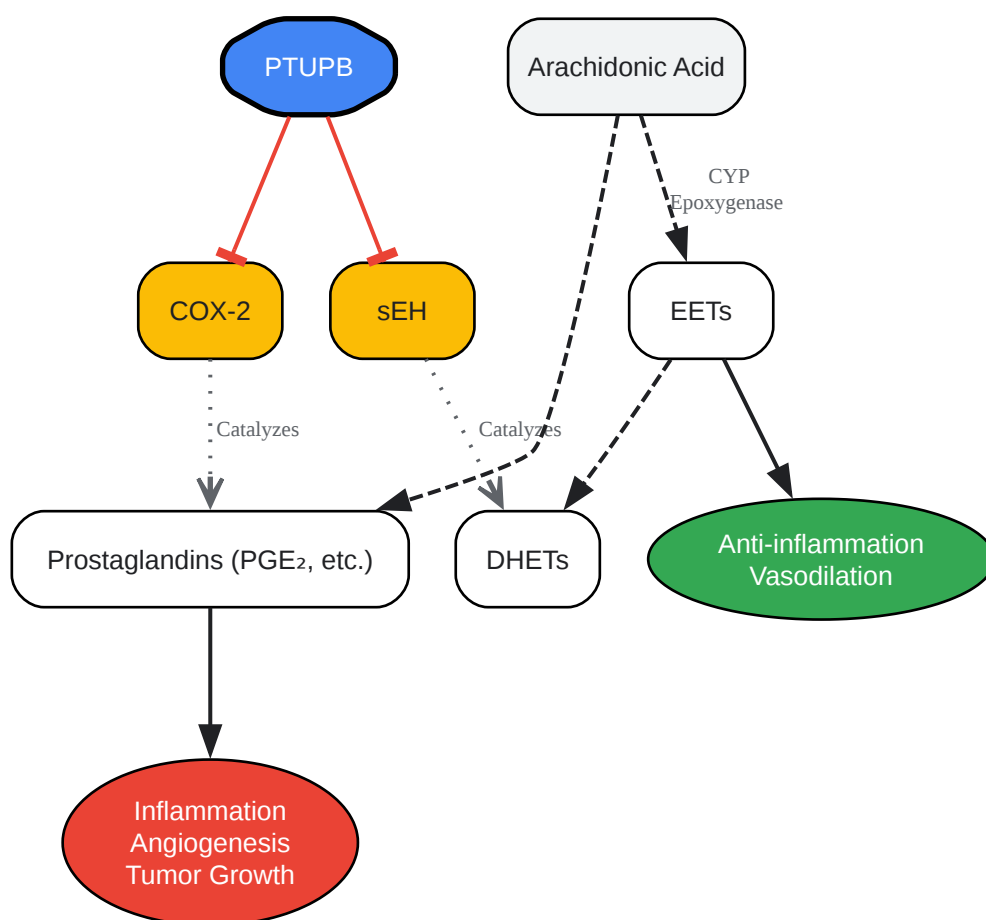 PTUPB
Arachidonic Acid
CYP
Epoxygenase
COX-2
sEH
EETs
Catalyzes
Catalyzes
Prostaglandins (PGE₂, etc.)
DHETs
Anti-inflammation
Vasodilation
Inflammation
Angiogenesis
Tumor Growth